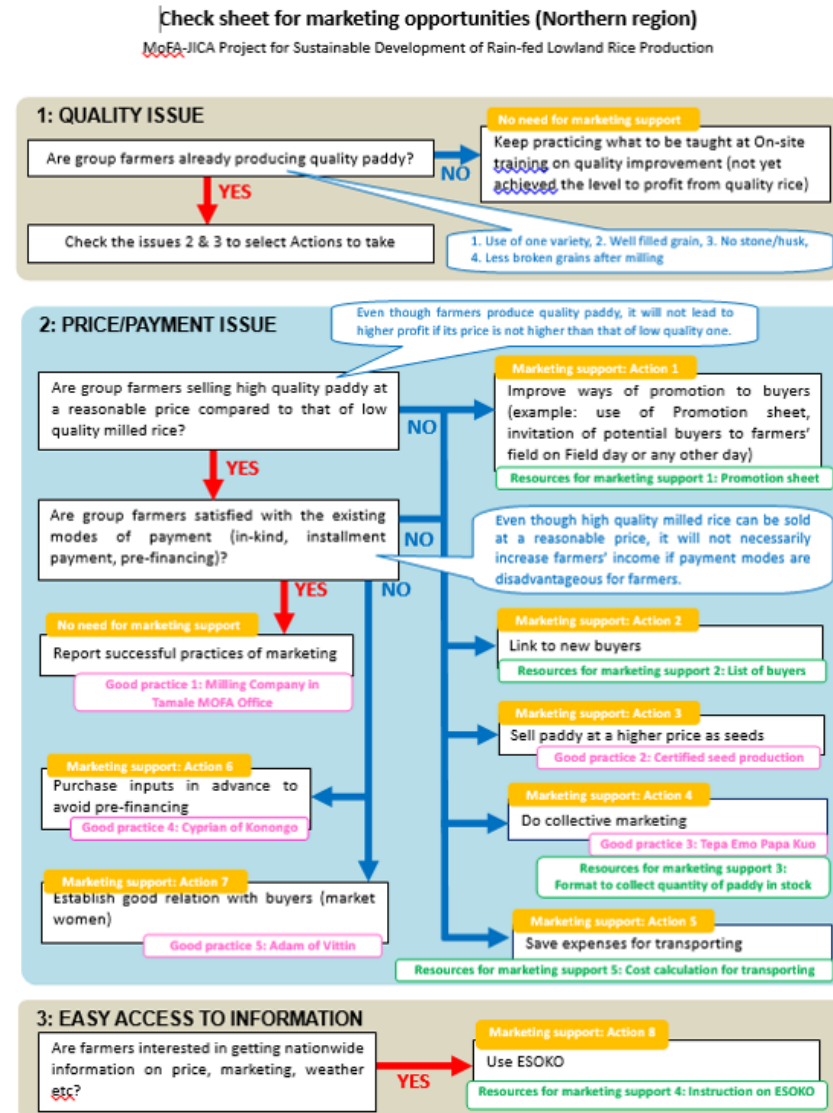 Check sheet for marketing opportunities (Northern region)
MoFA-JICA Project for Sustainable Development of Rain-fed Lowland Rice Production
1: QUALITY ISSUE
Are group farmers already producing quality paddy?
NO
No need for marketing support
Keep practicing what to be taught at On-site
training on quality improvement (not yet
achieved the level to profit from quality rice)
YES
Check the issues 2 & 3 to select Actions to take
1. Use of one variety, 2. Well filled grain, 3. No stone/husk,
4. Less broken grains after milling
2: PRICE/PAYMENT ISSUE
Even though farmers produce quality paddy, it will not lead to
higher profit if its price is not higher than that of low quality one.
Are group farmers selling high quality paddy at
a reasonable price compared to that of low
quality milled rice?
NO
Marketing support: Action 1
Improve ways of promotion to buyers
(example: use of Promotion sheet,
invitation of potential buyers to farmers'
field on Field day or any other day)
Resources for marketing support 1: Promotion sheet
YES
Are group farmers satisfied with the existing
modes of payment (in-kind, installment
payment, pre-financing)?
NO
Even though high quality milled rice can be sold
at a reasonable price, it will not necessarily
increase farmers' income if payment modes are
disadvantageous for farmers.
YES
NO
No need for marketing support
Report successful practices of marketing
Good practice 1: Milling Company in
Tamale MOFA Office
Marketing support: Action 2
Link to new buyers
Resources for marketing support 2: List of buyers
Marketing support: Action 3
Sell paddy at a higher price as seeds
Good practice 2: Certified seed production
Marketing support: Action 6
Purchase inputs in advance to
avoid pre-financing
Good practice 4: Cyprian of Konongo
Marketing support: Action 4
Do collective marketing
Good practice 3: Tepa Emo Papa Kuo
Resources for marketing support 3:
Format to collect quantity of paddy in stock
Marketing support: Action 7
Establish good relation with buyers (market
women)
Good practice 5: Adam of Vittin
Marketing support: Action 5
Save expenses for transporting
Resources for marketing support 5: Cost calculation for transporting
3: EASY ACCESS TO INFORMATION
Are farmers interested in getting nationwide
information on price, marketing, weather
etc?
YES
Marketing support: Action 8
Use ESOKO
Resources for marketing support 4: Instruction on ESOKO